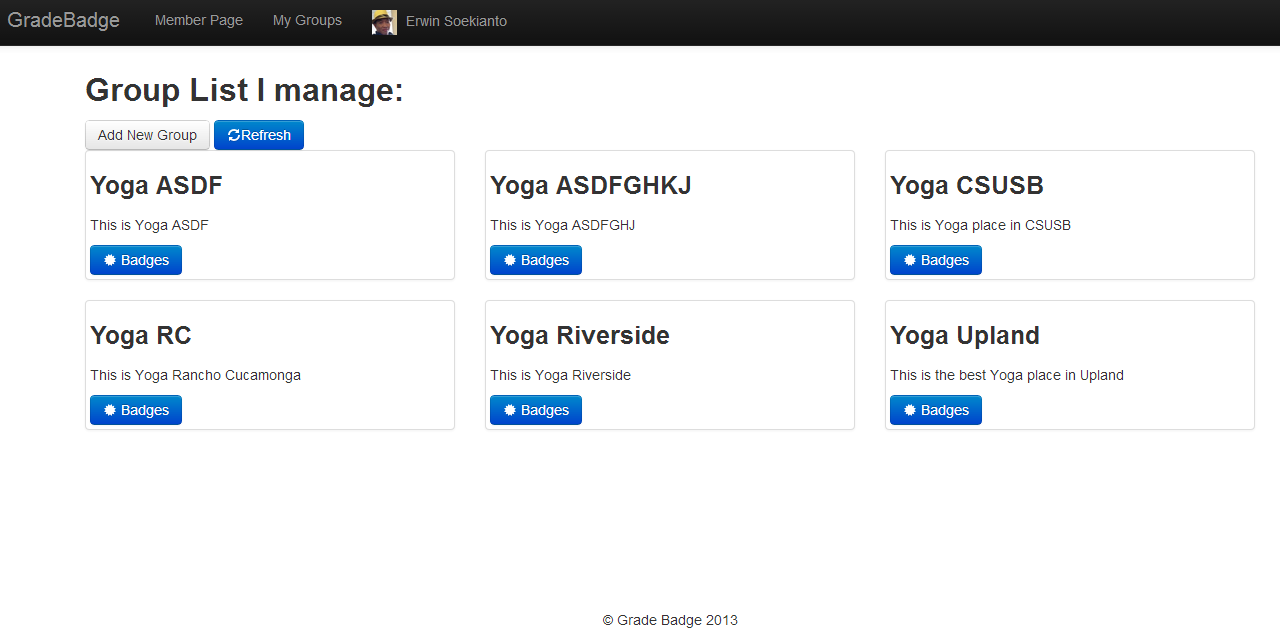 GradeBadge Member Page My Groups Erwin Soekianto
Group List I manage:
Add New Group Refresh
Yoga ASDF
This is Yoga ASDF
Badges
Yoga ASDFGHKJ
This is Yoga ASDFGHJ
Badges
Yoga CSUSB
This is Yoga place in CSUSB
Badges
Yoga RC
This is Yoga Rancho Cucamonga
Badges
Yoga Riverside
This is Yoga Riverside
Badges
Yoga Upland
This is the best Yoga place in Upland
Badges
© Grade Badge 2013